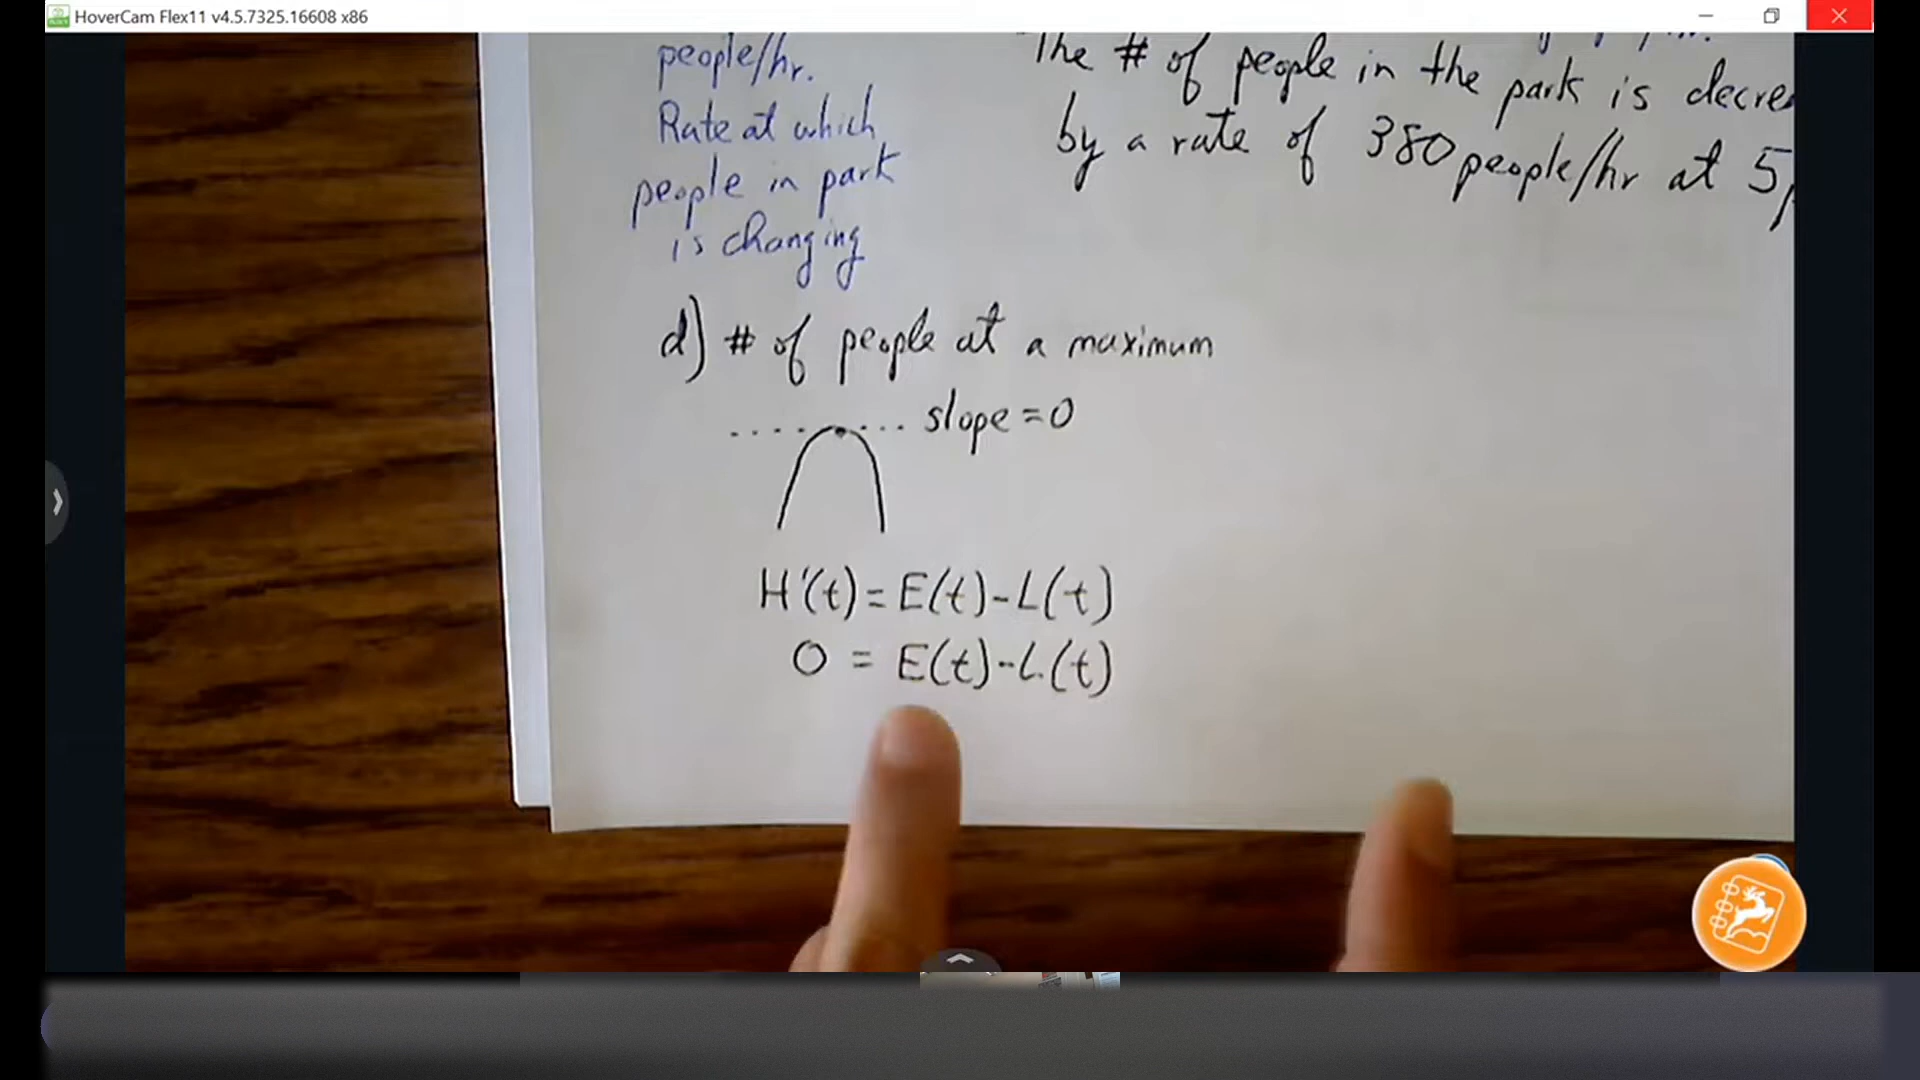 HoverCam Flex11 v4.5.7325.16608 x86
people/hr.
Rate at which
people in park
is changing
The # of people in the park is decre
by a rate of 380 people/hr at 5
d) # of people at a maximum
slope = 0
H'(t) = E(t) - L(t)
0 = E(t) - L(t)